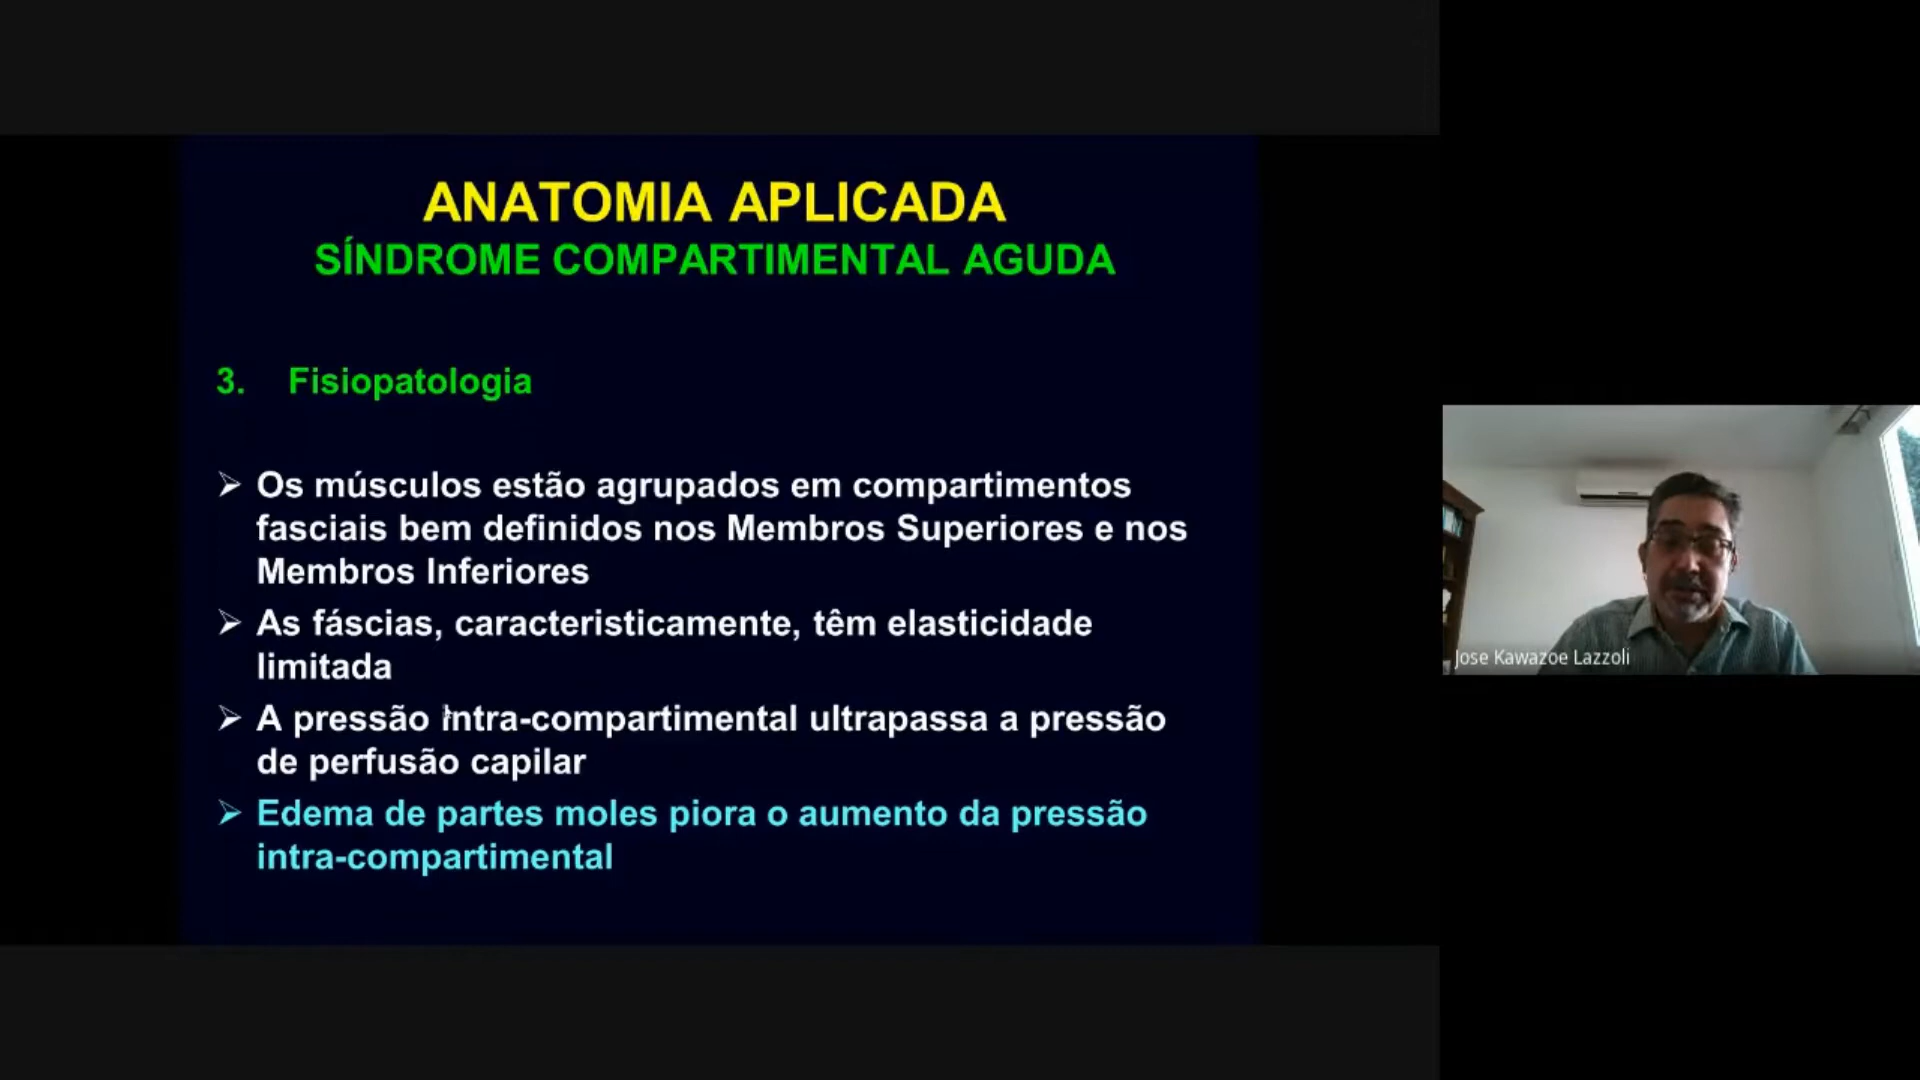 ANATOMIA APLICADA
SÍNDROME COMPARTIMENTAL AGUDA
3. Fisiopatologia
Os músculos estão agrupados em compartimentos
fasciais bem definidos nos Membros Superiores e nos
Membros Inferiores
As fáscias, caracteristicamente, têm elasticidade
limitada
A pressão intra-compartimental ultrapassa a pressão
de perfusão capilar
Edema de partes moles piora o aumento da pressão
intra-compartimental
Jose Kawazoe Lazzoli